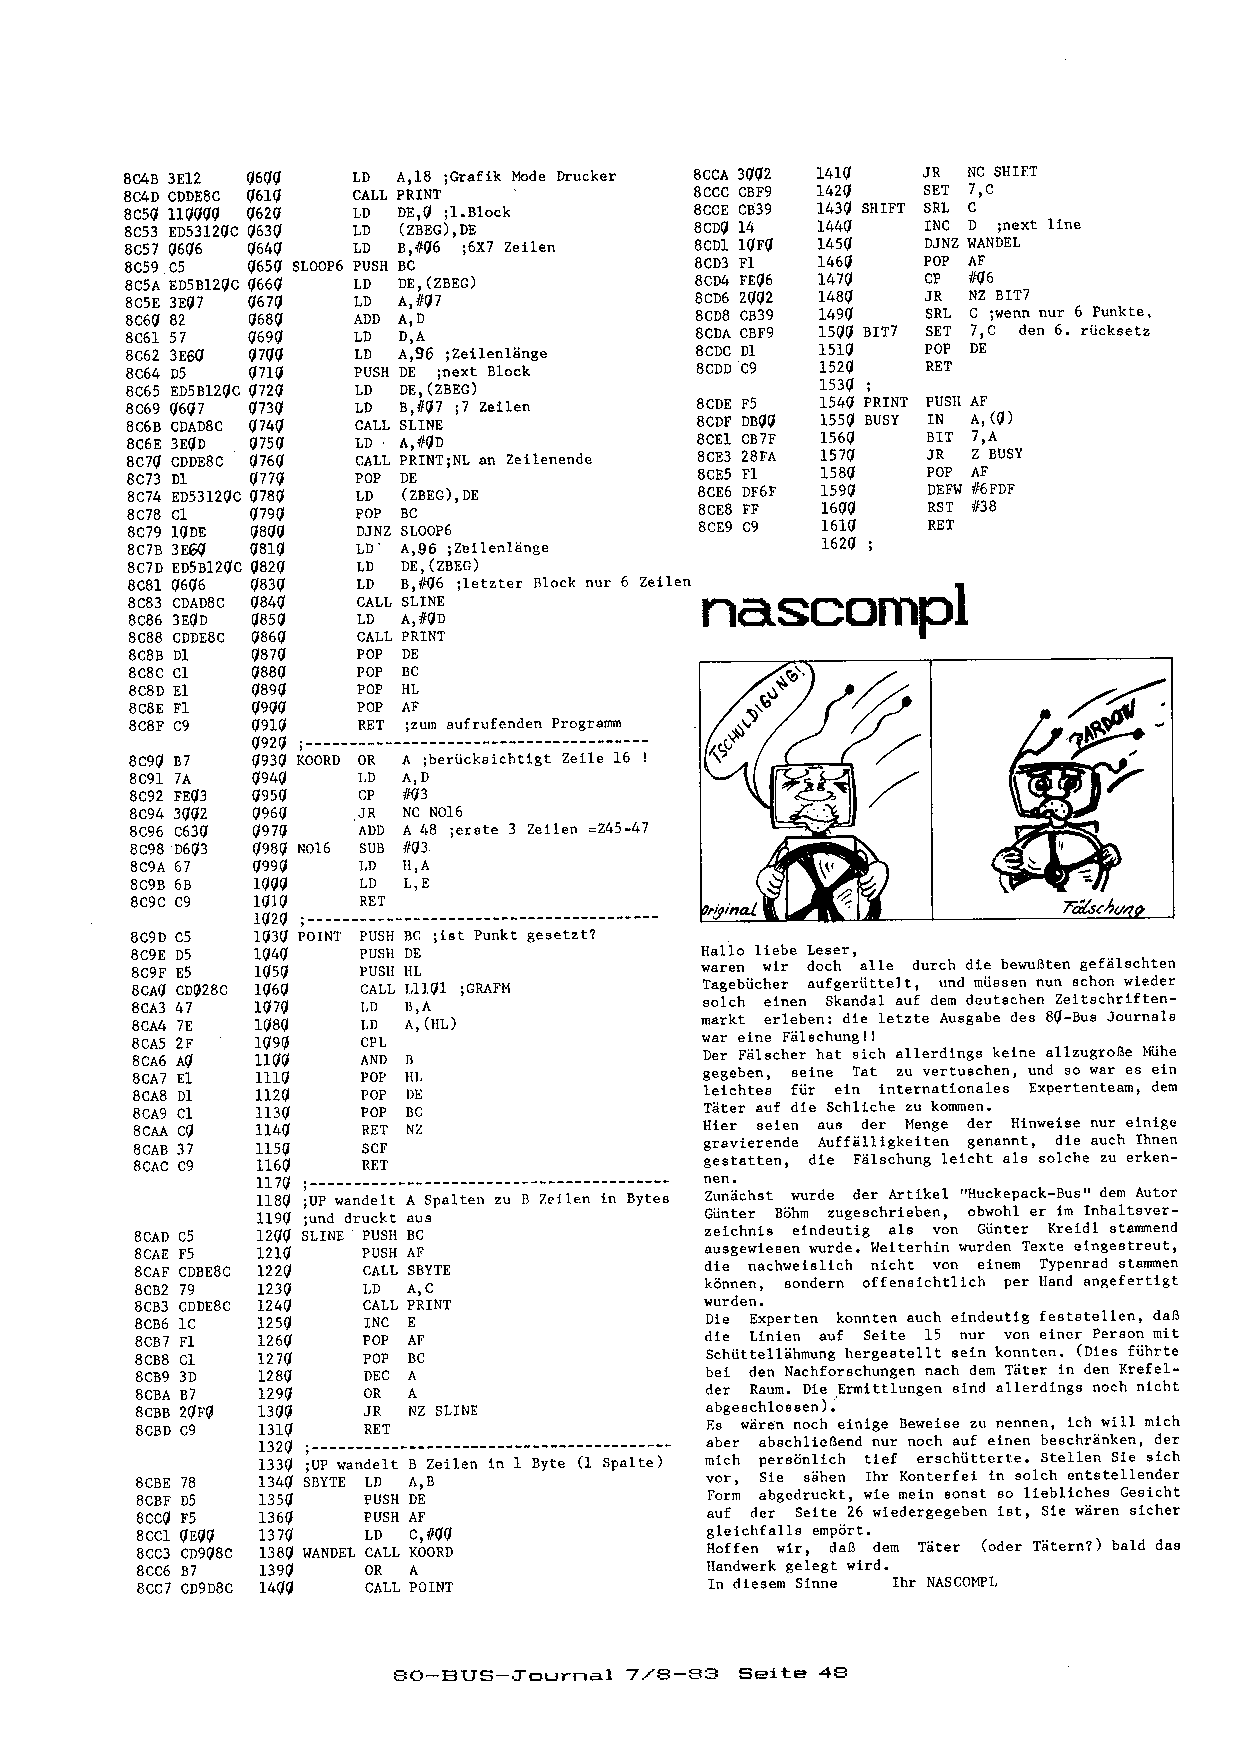 8C4B 3E12 0600 LD A,18 ;Grafik Mode Drucker
8C4D CDDE8C 0610 CALL PRINT
8C50 110000 0620 LD DE,0 ;1.Block
8C53 ED53120C 0630 LD (ZBEG),DE
8C57 0606 0640 LD B,#06 ;6X7 Zeilen
8C59 C5 0650 SLOOP6 PUSH BC
8C5A ED5B120C 0660 LD DE,(ZBEG)
8C5E 3E07 0670 LD A,#07
8C60 82 0680 ADD A,D
8C61 57 0690 LD D,A
8C62 3E60 0700 LD A,96 ;Zeilenlänge
8C64 D5 0710 PUSH DE ;next Block
8C65 ED5B120C 0720 LD DE,(ZBEG)
8C69 0607 0730 LD B,#07 ;7 Zeilen
8C6B CDAD8C 0740 CALL SLINE
8C6E 3E0D 0750 LD A,#0D
8C70 CDDE8C 0760 CALL PRINT;NL an Zeilenende
8C73 D1 0770 POP DE
8C74 ED53120C 0780 LD (ZBEG),DE
8C78 C1 0790 POP BC
8C79 10DE 0800 DJNZ SLOOP6
8C7B 3E60 0810 LD A,96 ;Zeilenlänge
8C7D ED5B120C 0820 LD DE,(ZBEG)
8C81 0606 0830 LD B,#06 ;letzter Block nur 6 Zeilen
8C83 CDAD8C 0840 CALL SLINE
8C86 3E0D 0850 LD A,#0D
8C88 CDDE8C 0860 CALL PRINT
8C8B D1 0870 POP DE
8C8C C1 0880 POP BC
8C8D E1 0890 POP HL
8C8E F1 0900 POP AF
8C8F C9 0910 RET ;zum aufrufenden Programm
0920 ;--------------------------------------
8C90 B7 0930 KOORD OR A ;berücksichtigt Zeile 16 !
8C91 7A 0940 LD A,D
8C92 FE03 0950 CP #03
8C94 3002 0960 JR NC NO16
8C96 C630 0970 ADD A 48 ;erste 3 Zeilen =Z45-47
8C98 D603 0980 NO16 SUB #03
8C9A 67 0990 LD H,A
8C9B 6B 1000 LD L,E
8C9C C9 1010 RET
1020 ;---------------------------------------
8C9D C5 1030 POINT PUSH BC ;ist Punkt gesetzt?
8C9E D5 1040 PUSH DE
8C9F E5 1050 PUSH HL
8CA0 CD028C 1060 CALL L1101 ;GRAFM
8CA3 47 1070 LD B,A
8CA4 7E 1080 LD A,(HL)
8CA5 2F 1090 CPL
8CA6 A0 1100 AND B
8CA7 E1 1110 POP HL
8CA8 D1 1120 POP DE
8CA9 C1 1130 POP BC
8CAA C0 1140 RET NZ
8CAB 37 1150 SCF
8CAC C9 1160 RET
1170 ;----------------------------------------
1180 ;UP wandelt A Spalten zu B Zeilen in Bytes
1190 ;und druckt aus
8CAD C5 1200 SLINE PUSH BC
8CAE F5 1210 PUSH AF
8CAF CDBE8C 1220 CALL SBYTE
8CB2 79 1230 LD A,C
8CB3 CDDE8C 1240 CALL PRINT
8CB6 1C 1250 INC E
8CB7 F1 1260 POP AF
8CB8 C1 1270 POP BC
8CB9 3D 1280 DEC A
8CBA B7 1290 OR A
8CBB 20F0 1300 JR NZ SLINE
8CBD C9 1310 RET
1320 ;----------------------------------------
1330 ;UP wandelt B Zeilen in 1 Byte (1 Spalte)
8CBE 78 1340 SBYTE LD A,B
8CBF D5 1350 PUSH DE
8CC0 F5 1360 PUSH AF
8CC1 0E00 1370 LD C,#00
8CC3 CD908C 1380 WANDEL CALL KOORD
8CC6 B7 1390 OR A
8CC7 CD9D8C 1400 CALL POINT
8CCA 3002 1410 JR NC SHIFT
8CCC CBF9 1420 SET 7,C
8CCE CB39 1430 SHIFT SRL C
8CD0 14 1440 INC D ;next line
8CD1 10F0 1450 DJNZ WANDEL
8CD3 F1 1460 POP AF
8CD4 FE06 1470 CP #06
8CD6 2002 1480 JR NZ BIT7
8CD8 CB39 1490 SRL C ;wenn nur 6 Punkte,
8CDA CBF9 1500 BIT7 SET 7,C den 6. rücksetz
8CDC D1 1510 POP DE
8CDD C9 1520 RET
1530 ;
8CDE F5 1540 PRINT PUSH AF
8CDF DB00 1550 BUSY IN A,(0)
8CE1 CB7F 1560 BIT 7,A
8CE3 28FA 1570 JR Z BUSY
8CE5 F1 1580 POP AF
8CE6 DF6F 1590 DEFW #6FDF
8CE8 FF 1600 RST #38
8CE9 C9 1610 RET
1620 ;
nascompl
TSCHULDIGUNG!
Original
PARDON
Fälschung
Hallo liebe Leser,
waren wir doch alle durch die bewußten gefälschten
Tagebücher aufgerüttelt, und müssen nun schon wieder
solch einen Skandal auf dem deutschen Zeitschriften-
markt erleben: die letzte Ausgabe des 80-Bus Journals
war eine Fälschung!!
Der Fälscher hat sich allerdings keine allzugroße Mühe
gegeben, seine Tat zu vertuschen, und so war es ein
leichtes für ein internationales Expertenteam, dem
Täter auf die Schliche zu kommen.
Hier seien aus der Menge der Hinweise nur einige
gravierende Auffälligkeiten genannt, die auch Ihnen
gestatten, die Fälschung leicht als solche zu erken-
nen.
Zunächst wurde der Artikel "Huckepack-Bus" dem Autor
Günter Böhm zugeschrieben, obwohl er im Inhaltsver-
zeichnis eindeutig als von Günter Kreidl stammend
ausgewiesen wurde. Weiterhin wurden Texte eingestreut,
die nachweislich nicht von einem Typenrad stammen
können, sondern offensichtlich per Hand angefertigt
wurden.
Die Experten konnten auch eindeutig feststellen, daß
die Linien auf Seite 15 nur von einer Person mit
Schüttellähmung hergestellt sein konnten. (Dies führte
bei den Nachforschungen nach dem Täter in den Krefel-
der Raum. Die Ermittlungen sind allerdings noch nicht
abgeschlossen).
Es wären noch einige Beweise zu nennen, ich will mich
aber abschließend nur noch auf einen beschränken, der
mich persönlich tief erschütterte. Stellen Sie sich
vor, Sie sähen Ihr Konterfei in solch entstellender
Form abgedruckt, wie mein sonst so liebliches Gesicht
auf der Seite 26 wiedergegeben ist, Sie wären sicher
gleichfalls empört.
Hoffen wir, daß dem Täter (oder Tätern?) bald das
Handwerk gelegt wird.
In diesem Sinne Ihr NASCOMPL
80-BUS-Journal 7/8-83 Seite 48